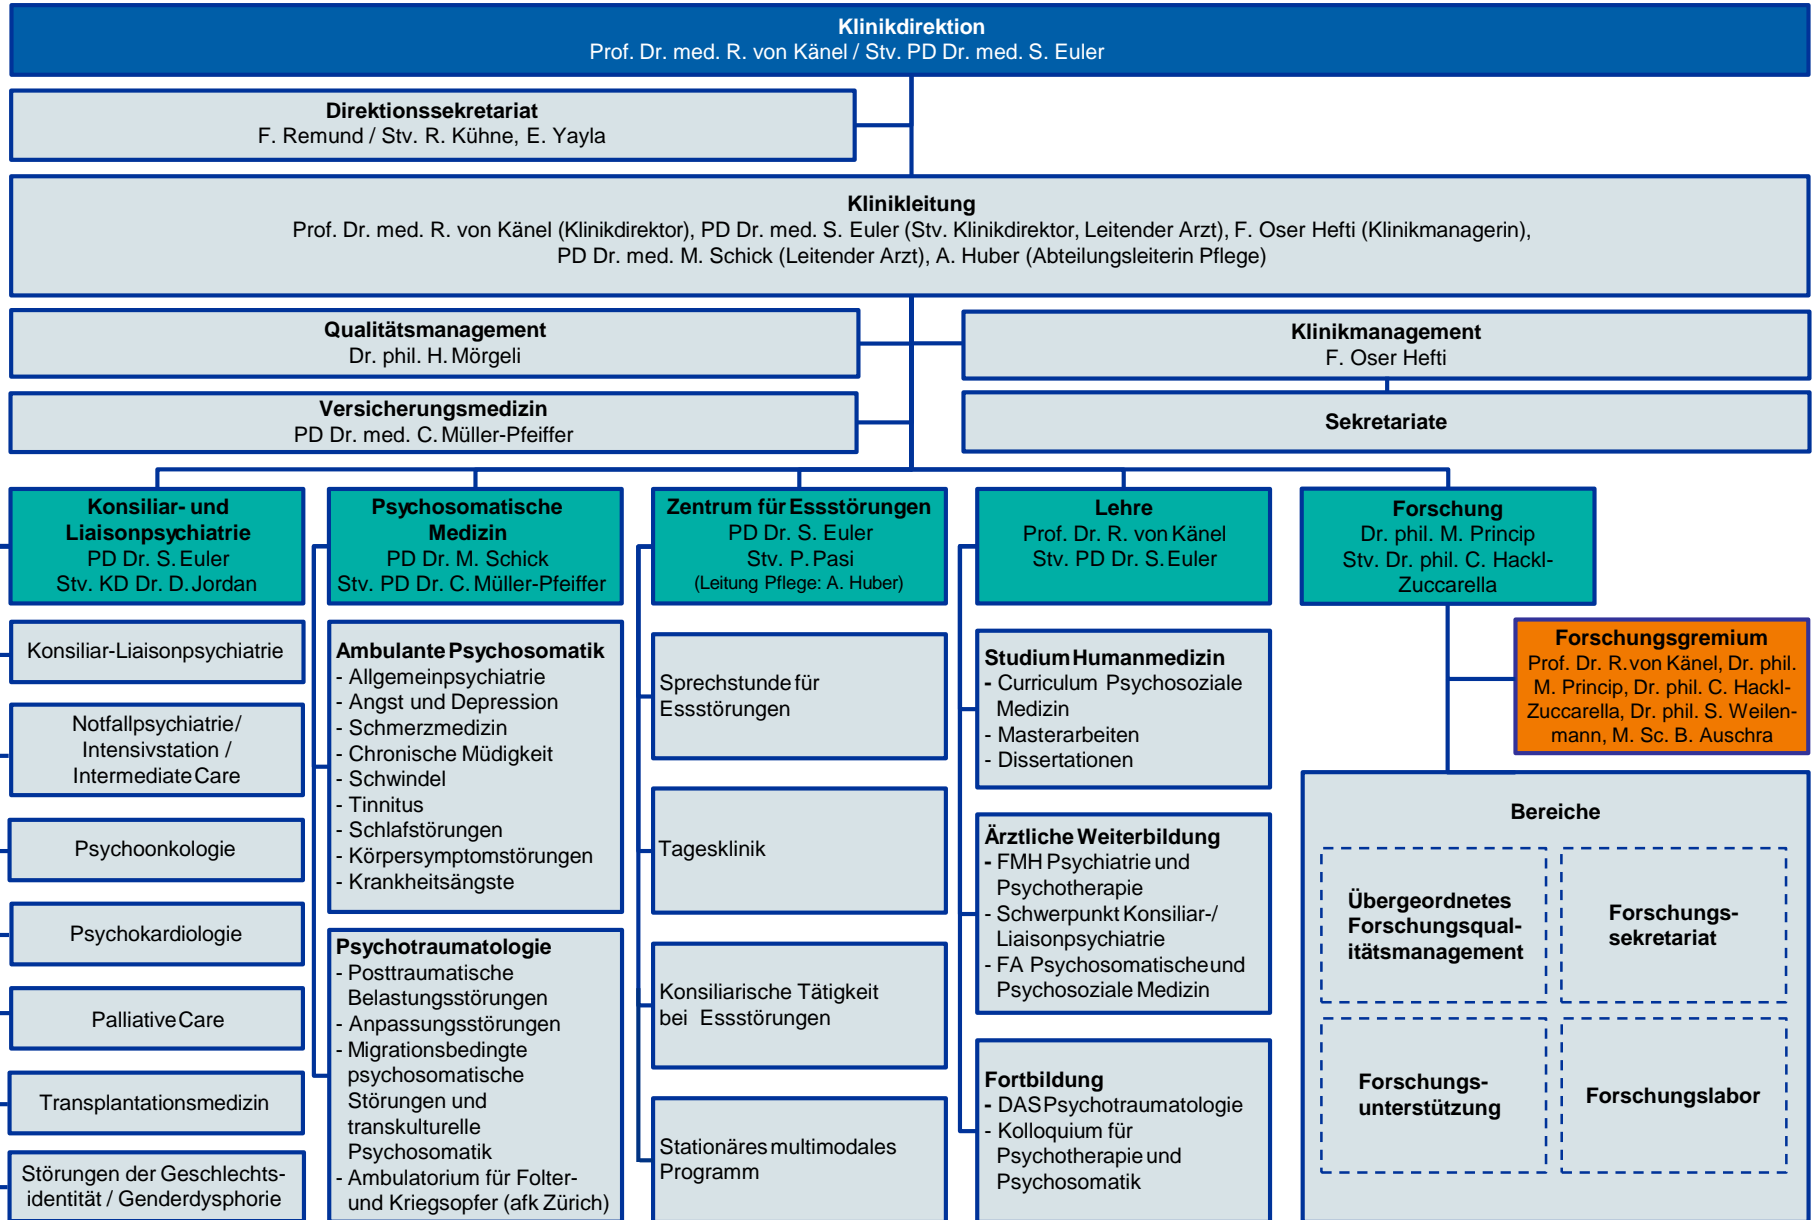 Klinikdirektion
Prof. Dr. med. R. von Känel / Stv. PD Dr. med. S. Euler
Direktionssekretariat
F. Remund / Stv. R. Kühne, E. Yayla
Klinikleitung
Prof. Dr. med. R. von Känel (Klinikdirektor), PD Dr. med. S. Euler (Stv. Klinikdirektor, Leitender Arzt), F. Oser Hefti (Klinikmanagerin),
PD Dr. med. M. Schick (Leitender Arzt), A. Huber (Abteilungsleiterin Pflege)
Qualitätsmanagement
Dr. phil. H. Mörgeli
Klinikmanagement
F. Oser Hefti
Versicherungsmedizin
PD Dr. med. C. Müller-Pfeiffer
Sekretariate
Konsiliar- und
Liaisonpsychiatrie
PD Dr. S. Euler
Stv. KD Dr. D. Jordan
Konsiliar-Liaisonpsychiatrie
Notfallpsychiatrie/
Intensivstation /
Intermediate Care
Psychoonkologie
Psychokardiologie
Palliative Care
Transplantationsmedizin
Störungen der Geschlechts-
identität / Genderdysphorie
Psychosomatische
Medizin
PD Dr. M. Schick
Stv. PD Dr. C. Müller-Pfeiffer
Ambulante Psychosomatik
- Allgemeinpsychiatrie
- Angst und Depression
- Schmerzmedizin
- Chronische Müdigkeit
- Schwindel
- Tinnitus
- Schlafstörungen
- Körpersymptomstörungen
- Krankheitsängste
Psychotraumatologie
- Posttraumatische
Belastungsstörungen
- Anpassungsstörungen
- Migrationsbedingte
psychosomatische
Störungen und
transkulturelle
Psychosomatik
- Ambulatorium für Folter-
und Kriegsopfer (afk Zürich)
Zentrum für Essstörungen
PD Dr. S. Euler
Stv. P. Pasi
(Leitung Pflege: A. Huber)
Sprechstunde für
Essstörungen
Tagesklinik
Konsiliarische Tätigkeit
bei Essstörungen
Stationäres multimodales
Programm
Lehre
Prof. Dr. R. von Känel
Stv. PD Dr. S. Euler
Studium Humanmedizin
- Curriculum Psychosoziale
Medizin
- Masterarbeiten
- Dissertationen
Ärztliche Weiterbildung
- FMH Psychiatrie und
Psychotherapie
- Schwerpunkt Konsiliar-/
Liaisonpsychiatrie
- FA Psychosomatische und
Psychosoziale Medizin
Fortbildung
- DAS Psychotraumatologie
- Kolloquium für
Psychotherapie und
Psychosomatik
Forschung
Dr. phil. M. Princip
Stv. Dr. phil. C. Hackl-
Zuccarella
Forschungsgremium
Prof. Dr. R. von Känel, Dr. phil.
M. Princip, Dr. phil. C. Hackl-
Zuccarella, Dr. phil. S. Weilen-
mann, M. Sc. B. Auschra
Bereiche
Übergeordnetes
Forschungsqual-
itätsmanagement
Forschungs-
sekretariat
Forschungs-
unterstützung
Forschungslabor